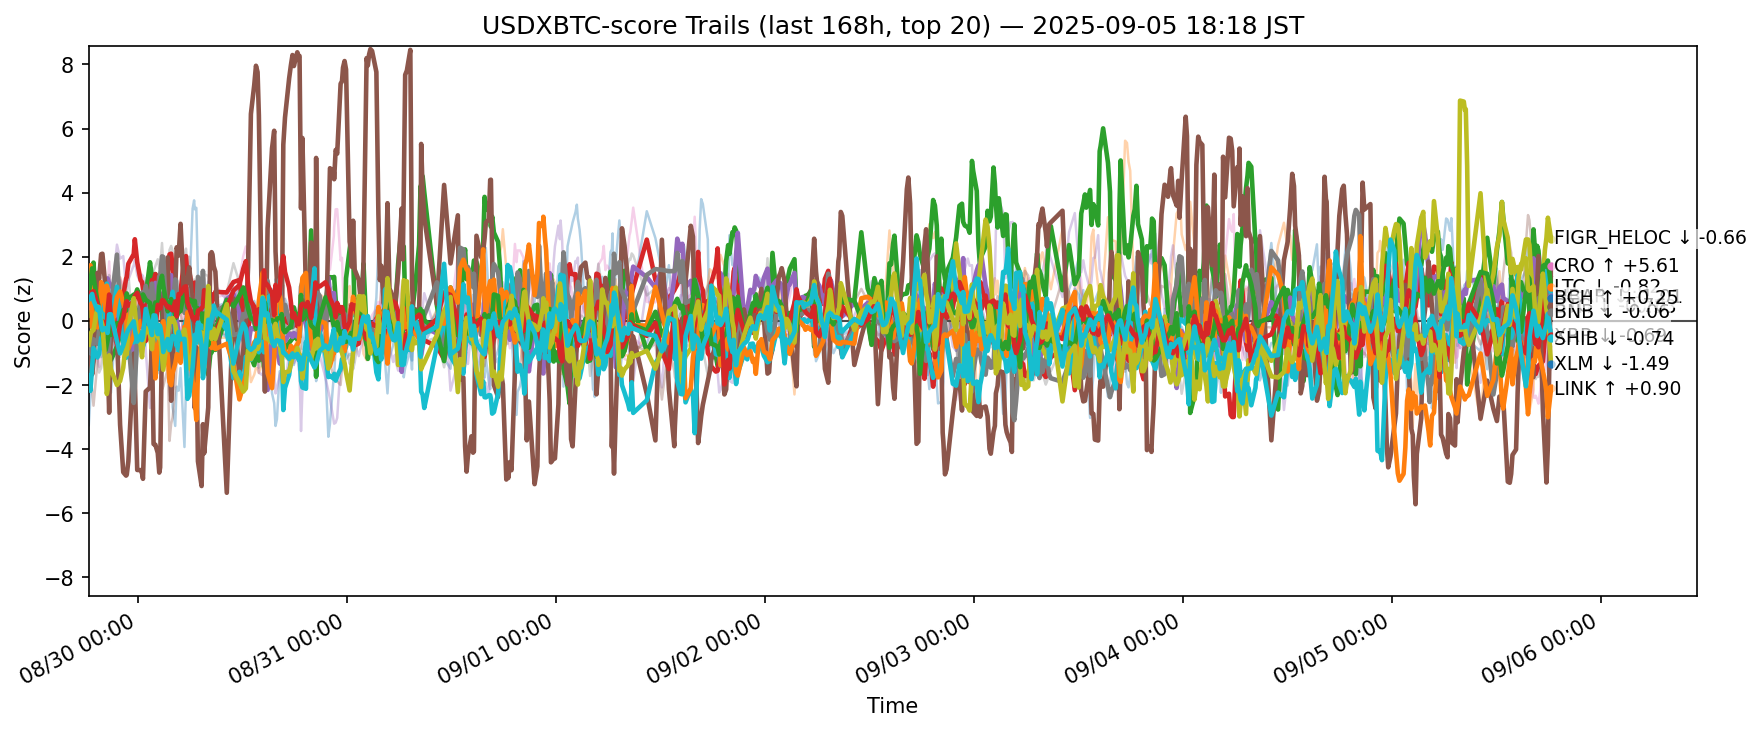 USDXBTC-score Trails (last 168h, top 20) — 2025-09-05 18:18 JST
Score (z)
8
6
4
2
0
−2
−4
−6
−8
FIGR_HELOC ↓ -0.66
CRO ↑ +5.61
LTC ↓ -0.82
BCH ↑ +0.25
BNB ↓ -0.06
SHIB ↓ -0.74
XLM ↓ -1.49
LINK ↑ +0.90
08/30 00:00
08/31 00:00
09/01 00:00
09/02 00:00
09/03 00:00
09/04 00:00
09/05 00:00
09/06 00:00
Time